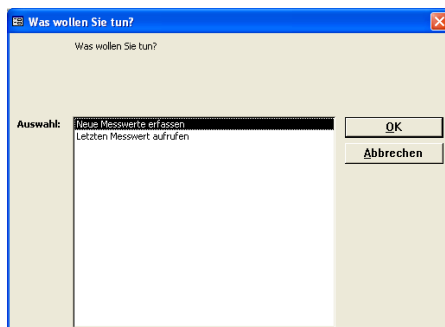 Was wollen Sie tun?
Was wollen Sie tun?
Auswahl:
Neue Messwerte erfassen
Letzten Messwert aufrufen
OK
Abbrechen